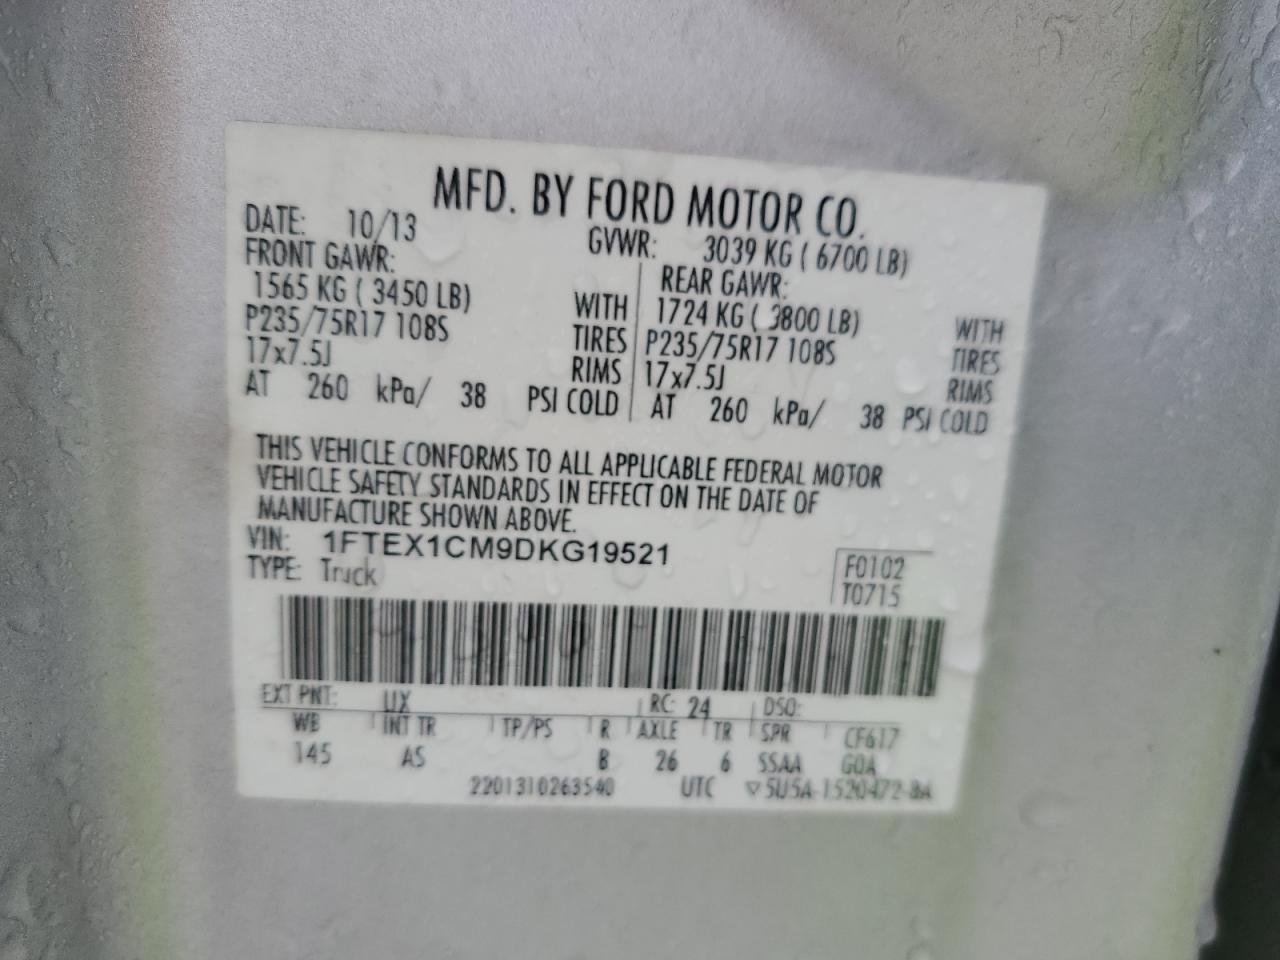 MFD. BY FORD MOTOR CO.
DATE: 10/13 GVWR: 3039 KG ( 6700 LB)
FRONT GAWR: REAR GAWR:
1565 KG ( 3450 LB) WITH 1724 KG ( 3800 LB) WITH
P235/75R17 108S TIRES P235/75R17 108S TIRES
17x7.5J RIMS 17x7.5J RIMS
AT 260 kPa/ 38 PSI COLD AT 260 kPa/ 38 PSI COLD
THIS VEHICLE CONFORMS TO ALL APPLICABLE FEDERAL MOTOR
VEHICLE SAFETY STANDARDS IN EFFECT ON THE DATE OF
MANUFACTURE SHOWN ABOVE.
VIN: 1FTEX1CM9DKG19521
TYPE: Truck
F0102
T0715
EXT PNT: UX RC: 24 DSO:
WB INT TR TP/PS R AXLE TR SPR CF617
145 AS B 26 6 SSAA GOA
2201310263540 UTC ▽5U5A-1520472-BA